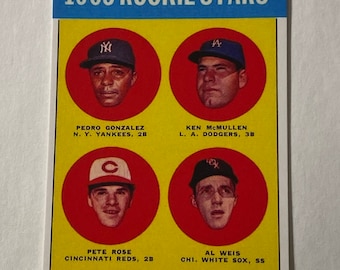 1963 ROOKIE STARS
PEDRO GONZALEZ
N. Y. YANKEES, 2B
KEN McMULLEN
L. A. DODGERS, 3B
PETE ROSE
CINCINNATI REDS, 2B
AL WEIS
CHI. WHITE SOX, SS